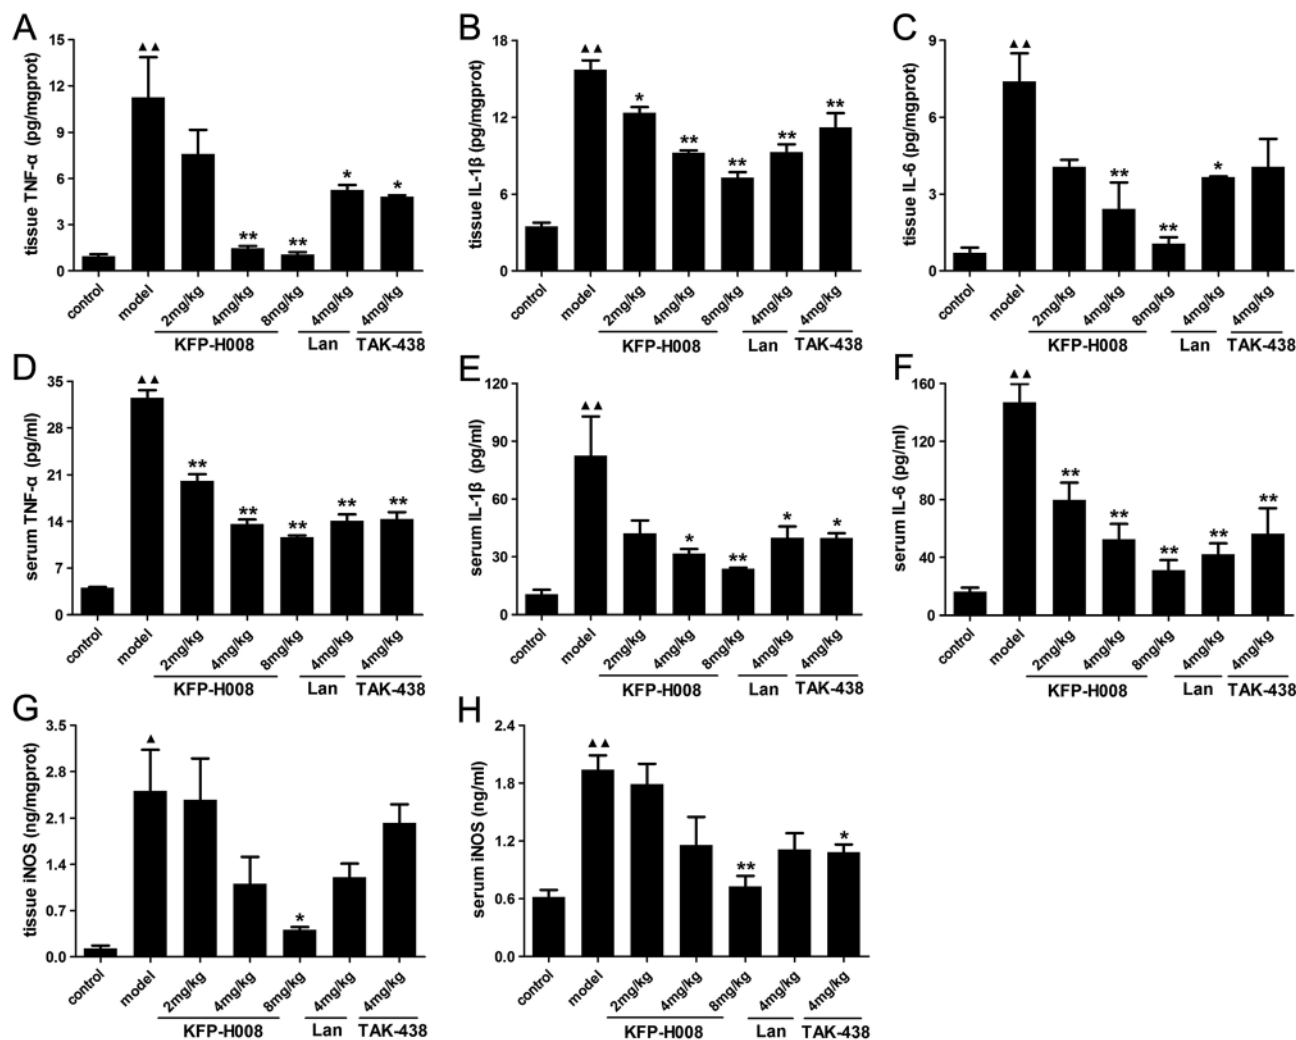 A
tissue TNF-α (pg/mgprot)
15
12
9
6
3
0
▲▲
**
**
*
*
control
model
2mg/kg
4mg/kg
8mg/kg
4mg/kg
4mg/kg
KFP-H008
Lan
TAK-438
B
tissue IL-1β (pg/mgprot)
18
12
6
0
▲▲
*
**
**
**
**
control
model
2mg/kg
4mg/kg
8mg/kg
4mg/kg
4mg/kg
KFP-H008
Lan
TAK-438
C
tissue IL-6 (pg/mgprot)
9
6
3
0
▲▲
**
**
*
control
model
2mg/kg
4mg/kg
8mg/kg
4mg/kg
4mg/kg
KFP-H008
Lan
TAK-438
D
serum TNF-α (pg/ml)
35
28
21
14
7
0
▲▲
**
**
**
**
**
control
model
2mg/kg
4mg/kg
8mg/kg
4mg/kg
4mg/kg
KFP-H008
Lan
TAK-438
E
serum IL-1β (pg/ml)
120
90
60
30
0
▲▲
*
**
*
*
control
model
2mg/kg
4mg/kg
8mg/kg
4mg/kg
4mg/kg
KFP-H008
Lan
TAK-438
F
serum IL-6 (pg/ml)
160
120
80
40
0
▲▲
**
**
**
**
**
control
model
2mg/kg
4mg/kg
8mg/kg
4mg/kg
4mg/kg
KFP-H008
Lan
TAK-438
G
tissue iNOS (ng/mgprot)
3.5
2.8
2.1
1.4
0.7
0.0
▲
*
control
model
2mg/kg
4mg/kg
8mg/kg
4mg/kg
4mg/kg
KFP-H008
Lan
TAK-438
H
serum iNOS (ng/ml)
2.4
1.8
1.2
0.6
0.0
▲▲
**
*
control
model
2mg/kg
4mg/kg
8mg/kg
4mg/kg
4mg/kg
KFP-H008
Lan
TAK-438